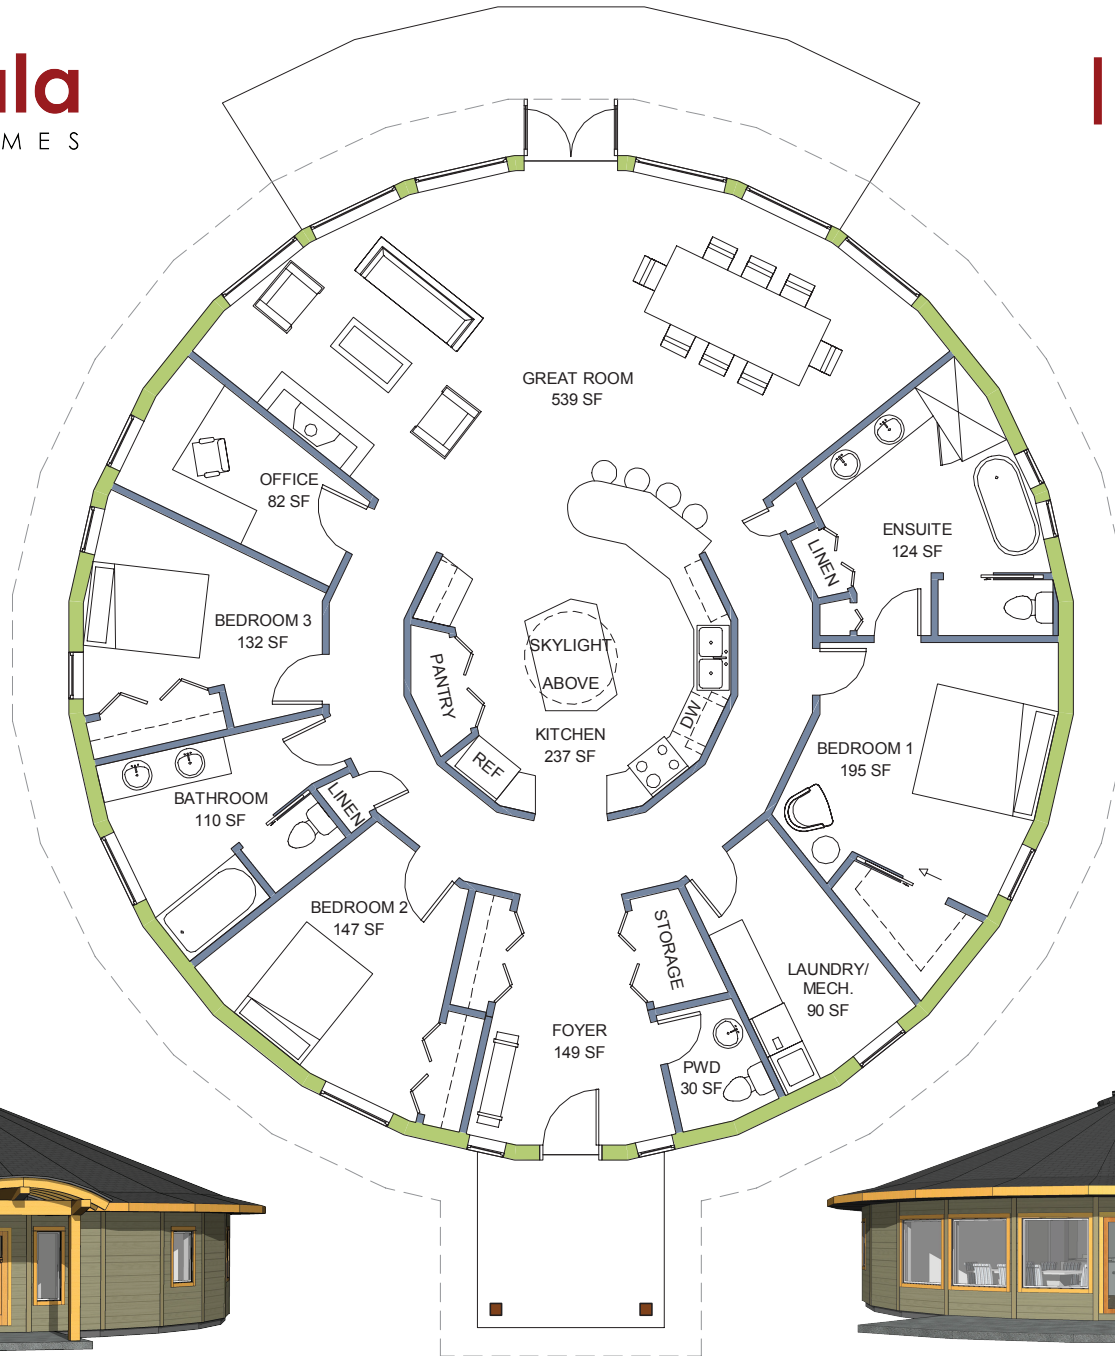 ala
MES
GREAT ROOM
539 SF
OFFICE
82 SF
ENSUITE
124 SF
LINEN
BEDROOM 3
132 SF
SKYLIGHT
ABOVE
PANTRY
KITCHEN
237 SF
DW
REF
BEDROOM 1
195 SF
BATHROOM
110 SF
LINEN
BEDROOM 2
147 SF
STORAGE
LAUNDRY/
MECH.
90 SF
FOYER
149 SF
PWD
30 SF